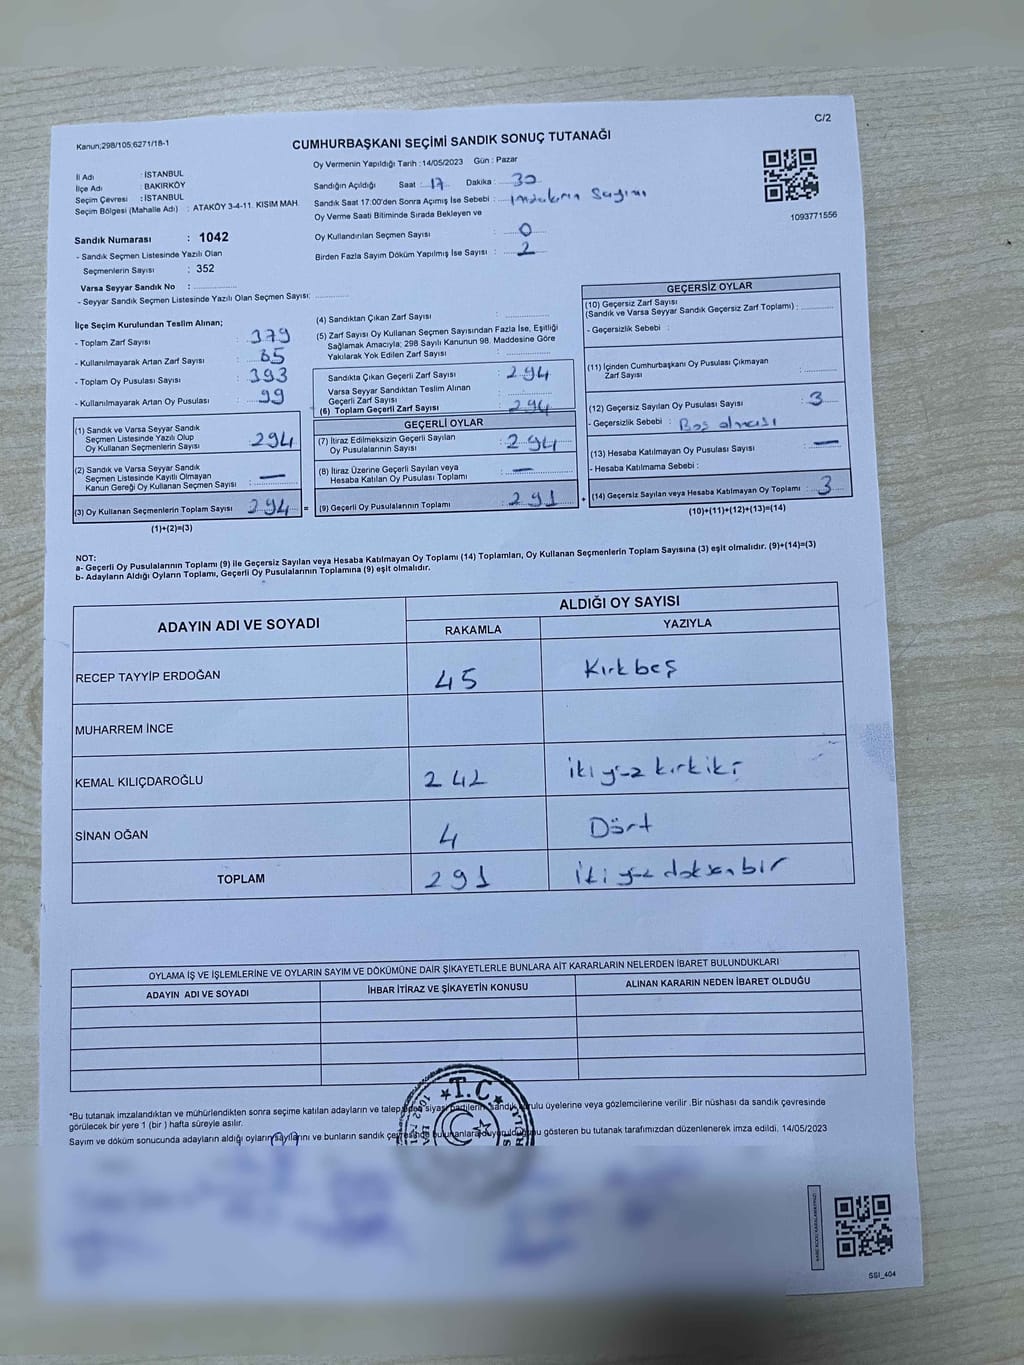 C/2
Kanun,298/105;6271/18-1
CUMHURBAŞKANI SEÇİMİ SANDIK SONUÇ TUTANAĞI
Oy Vermenin Yapıldığı Tarih : 14/05/2023 Gün : Pazar
İl Adı : İSTANBUL
İlçe Adı : BAKIRKÖY
Seçim Çevresi : İSTANBUL
Seçim Bölgesi (Mahalle Adı) : ATAKÖY 3-4-11. KISIM MAH.
Sandığın Açıldığı Saat : 17 Dakika : 30
Sandık Saat 17:00'den Sonra Açımış İse Sebebi : Sayımı
Oy Verme Saati Bitiminde Sırada Bekleyen ve
Oy Kullandırılan Seçmen Sayısı : 0
Birden Fazla Sayım Döküm Yapılmış İse Sayısı : 2
1093771556
Sandık Numarası : 1042
- Sandık Seçmen Listesinde Yazılı Olan
Seçmenlerin Sayısı : 352
Varsa Seyyar Sandık No :
- Seyyar Sandık Seçmen Listesinde Yazılı Olan Seçmen Sayısı:
İlçe Seçim Kurulundan Teslim Alınan;
- Toplam Zarf Sayısı : 379
- Kullanılmayarak Artan Zarf Sayısı : 85
- Toplam Oy Pusulası Sayısı : 393
- Kullanılmayarak Artan Oy Pusulası : 99
(1) Sandık ve Varsa Seyyar Sandık
Seçmen Listesinde Yazılı Olup
Oy Kullanan Seçmenlerin Sayısı : 294
(2) Sandık ve Varsa Seyyar Sandık
Seçmen Listesinde Kayıtlı Olmayan
Kanun Gereği Oy Kullanan Seçmen Sayısı : —
(3) Oy Kullanan Seçmenlerin Toplam Sayısı : 294 =
(1)+(2)=(3)
(4) Sandıktan Çıkan Zarf Sayısı :
(5) Zarf Sayısı Oy Kullanan Seçmen Sayısından Fazla İse, Eşitliği
Sağlamak Amacıyla; 298 Sayılı Kanunun 98. Maddesine Göre
Yakılarak Yok Edilen Zarf Sayısı :
Sandıkta Çıkan Geçerli Zarf Sayısı : 294
Varsa Seyyar Sandıktan Teslim Alınan
Geçerli Zarf Sayısı :
(6) Toplam Geçerli Zarf Sayısı : 294
GEÇERLİ OYLAR
(7) İtiraz Edilmeksizin Geçerli Sayılan
Oy Pusulalarının Sayısı : 294
(8) İtiraz Üzerine Geçerli Sayılan veya
Hesaba Katılan Oy Pusulası Toplamı : —
(9) Geçerli Oy Pusulalarının Toplamı : 291 +
GEÇERSİZ OYLAR
(10) Geçersiz Zarf Sayısı
(Sandık ve Varsa Seyyar Sandık Geçersiz Zarf Toplamı) :
- Geçersizlik Sebebi :
(11) İçinden Cumhurbaşkanı Oy Pusulası Çıkmayan
Zarf Sayısı :
(12) Geçersiz Sayılan Oy Pusulası Sayısı : 3
- Geçersizlik Sebebi : Boş olması
(13) Hesaba Katılmayan Oy Pusulası Sayısı : —
- Hesaba Katılmama Sebebi :
(14) Geçersiz Sayılan veya Hesaba Katılmayan Oy Toplamı : 3
(10)+(11)+(12)+(13)=(14)
NOT:
a- Geçerli Oy Pusulalarının Toplamı (9) ile Geçersiz Sayılan veya Hesaba Katılmayan Oy Toplamı (14) Toplamları, Oy Kullanan Seçmenlerin Toplam Sayısına (3) eşit olmalıdır. (9)+(14)=(3)
b- Adayların Aldığı Oyların Toplamı, Geçerli Oy Pusulalarının Toplamına (9) eşit olmalıdır.
ADAYIN ADI VE SOYADI
ALDIĞI OY SAYISI
RAKAMLA YAZIYLA
RECEP TAYYİP ERDOĞAN 45 Kırkbeş
MUHARREM İNCE
KEMAL KILIÇDAROĞLU 242 ikiyüz kırkiki
SİNAN OĞAN 4 Dört
TOPLAM 291 ikiyüz doksanbir
OYLAMA İŞ VE İŞLEMLERİNE VE OYLARIN SAYIM VE DÖKÜMÜNE DAİR ŞİKAYETLERLE BUNLARA AİT KARARLARIN NELERDEN İBARET BULUNDUKLARI
ADAYIN ADI VE SOYADI İHBAR İTİRAZ VE ŞİKAYETİN KONUSU ALINAN KARARIN NEDEN İBARET OLDUĞU
T.C.
*Bu tutanak imzalandıktan ve mühürlendikten sonra seçime katılan adayların ve talep eden siyasi partilerin sandık kurulu üyelerine veya gözlemcilerine verilir .Bir nüshası da sandık çevresinde
görülecek bir yere 1 (bir ) hafta süreyle asılır.
Sayım ve döküm sonucunda adayların aldığı oyların sayılarını ve bunların sandık çevresinde bulunanlara duyurulduğunu gösteren bu tutanak tarafımızdan düzenlenerek imza edildi. 14/05/2023
SSI_404